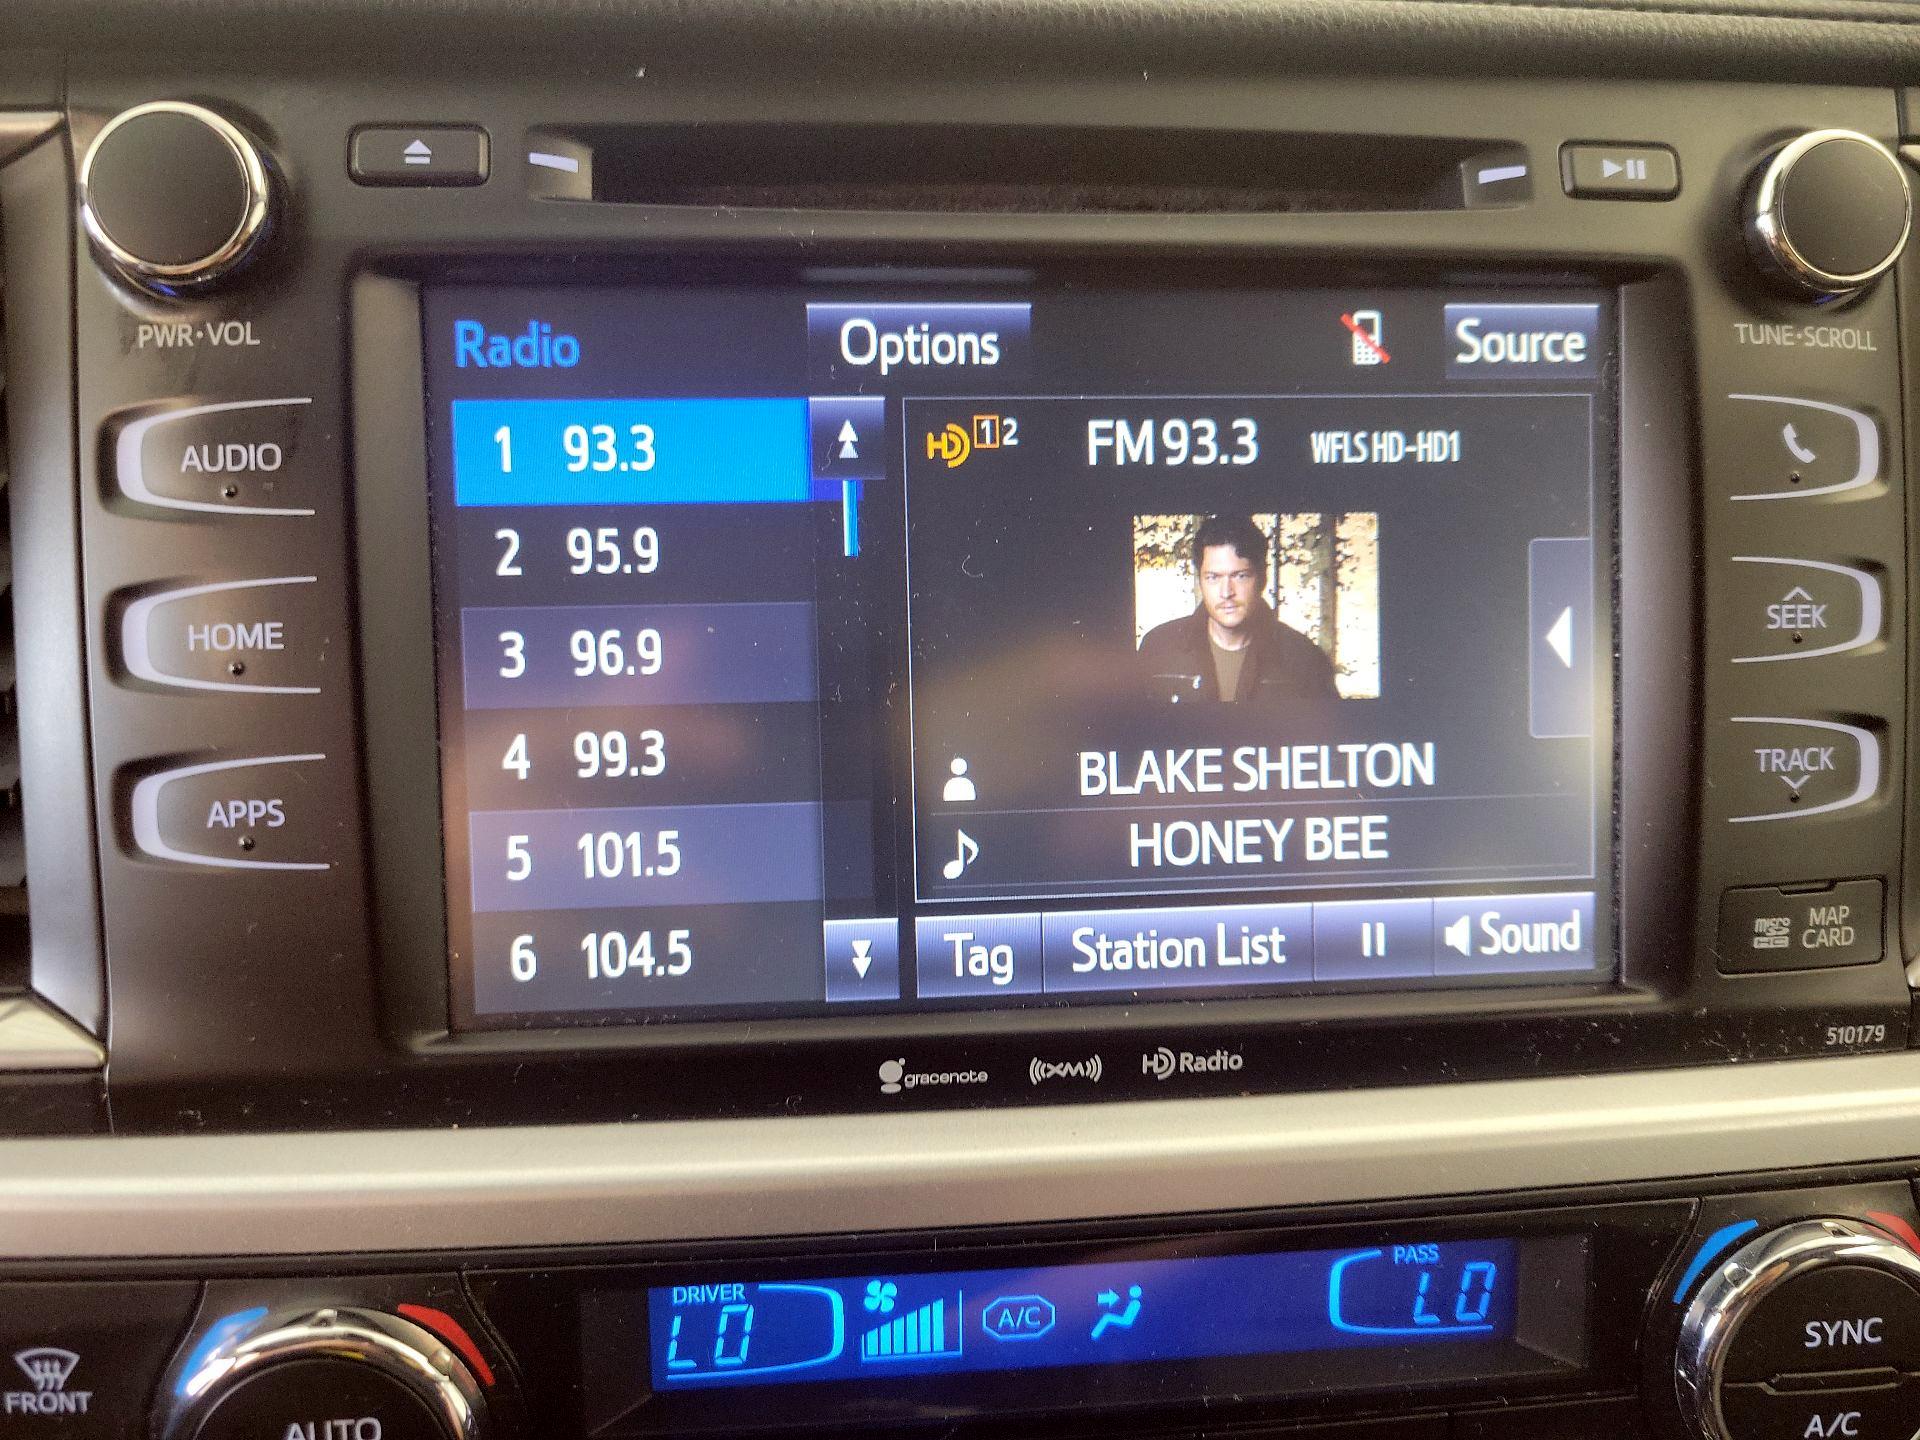 PWR·VOL
AUDIO
HOME
APPS
Radio
Options
Source
1 93.3
2 95.9
3 96.9
4 99.3
5 101.5
6 104.5
HD 1 2
FM 93.3
WFLS HD-HD1
BLAKE SHELTON
HONEY BEE
Tag
Station List
Sound
TUNE·SCROLL
SEEK
TRACK
micro
MAP
CARD
510179
gracenote
((XM))
HD Radio
DRIVER
LO
A/C
PASS
LO
FRONT
AUTO
SYNC
A/C